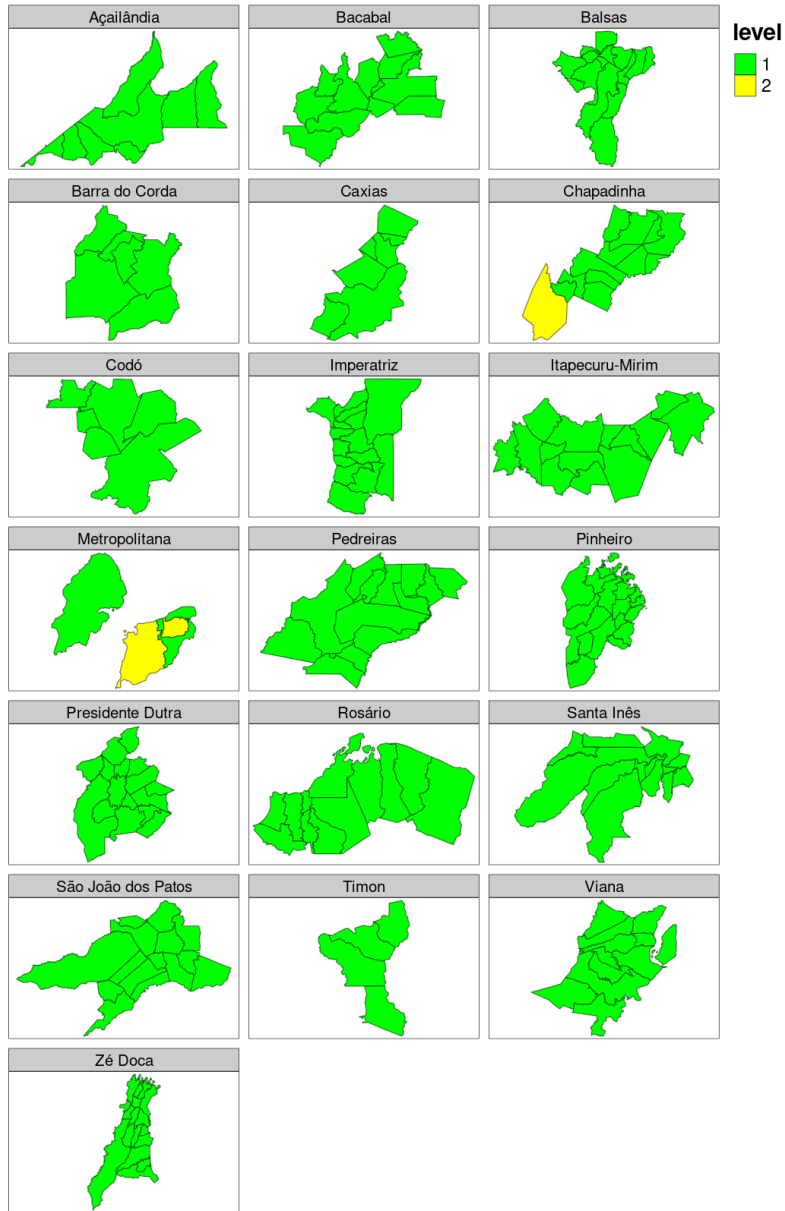 Açailândia
Bacabal
Balsas
level
1
2
Barra do Corda
Caxias
Chapadinha
Codó
Imperatriz
Itapecuru-Mirim
Metropolitana
Pedreiras
Pinheiro
Presidente Dutra
Rosário
Santa Inês
São João dos Patos
Timon
Viana
Zé Doca